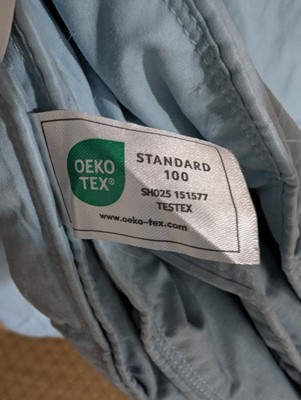 OEKO
TEX®
STANDARD
100
SH025 151577
TESTEX
www.oeko-tex.com